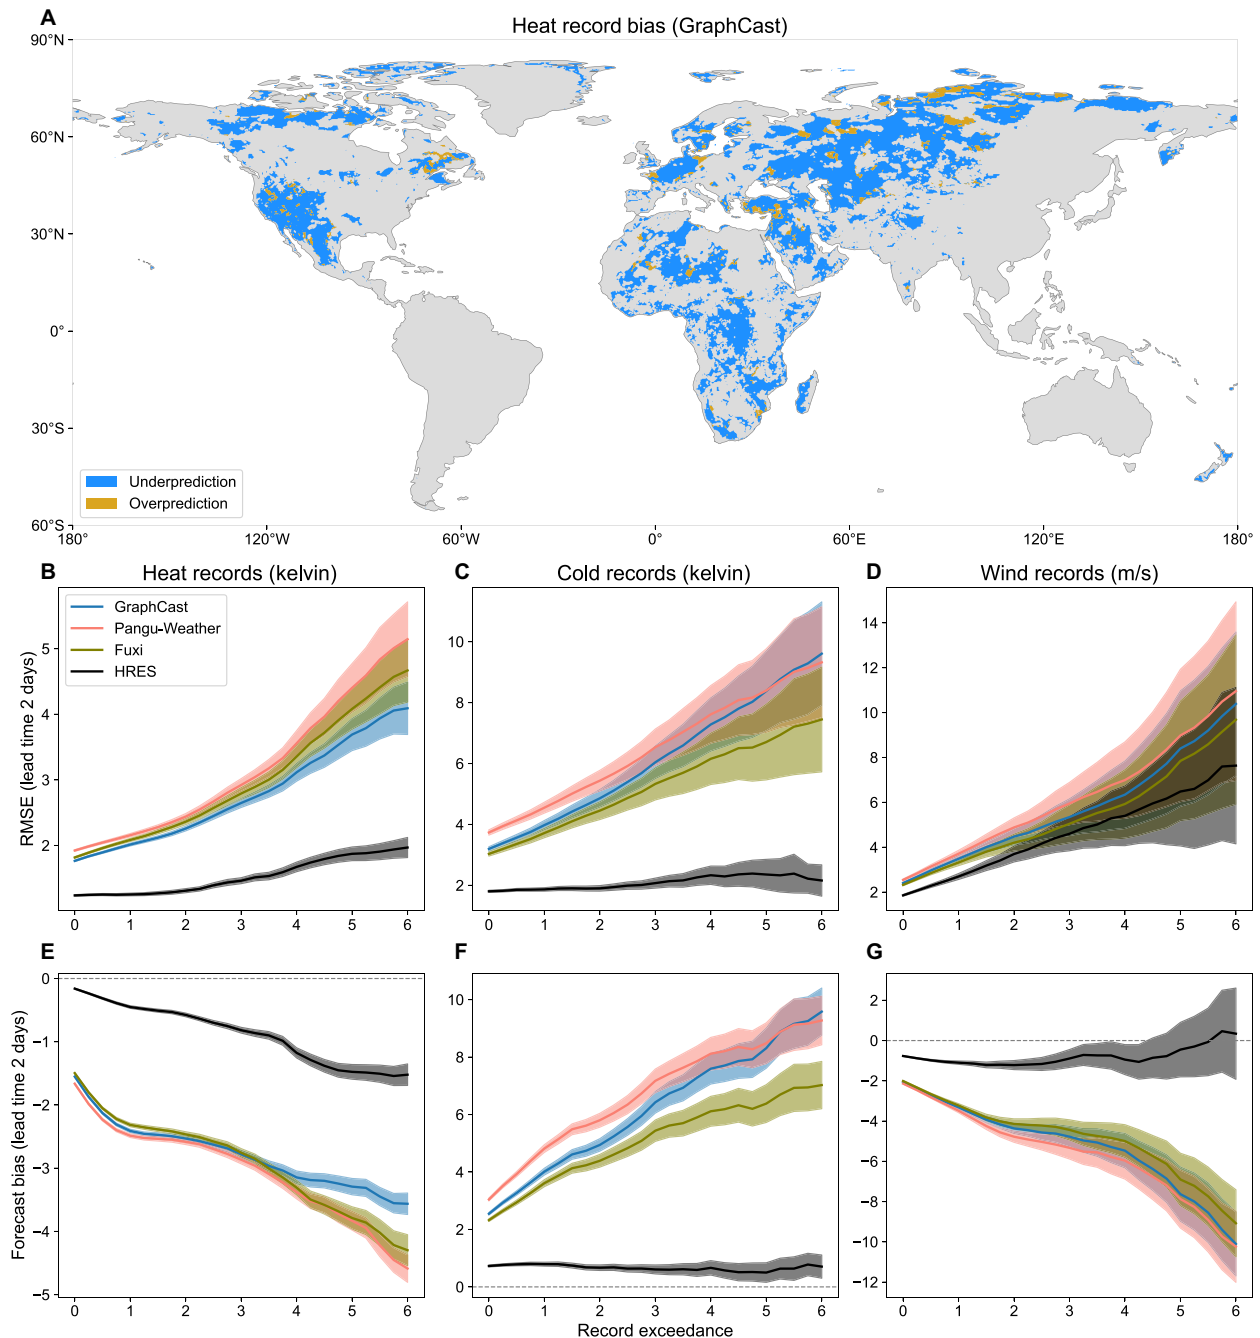 A
Heat record bias (GraphCast)
90°N
60°N
30°N
0°
30°S
60°S
180°
120°W
60°W
0°
60°E
120°E
180°
Underprediction
Overprediction
B
Heat records (kelvin)
C
Cold records (kelvin)
D
Wind records (m/s)
GraphCast
Pangu-Weather
Fuxi
HRES
RMSE (lead time 2 days)
5
4
3
2
0 1 2 3 4 5 6
10
8
6
4
2
0 1 2 3 4 5 6
14
12
10
8
6
4
2
0 1 2 3 4 5 6
E
F
G
Forecast bias (lead time 2 days)
0
−1
−2
−3
−4
−5
0 1 2 3 4 5 6
10
8
6
4
2
0
0 1 2 3 4 5 6
2
0
−2
−4
−6
−8
−10
−12
0 1 2 3 4 5 6
Record exceedance